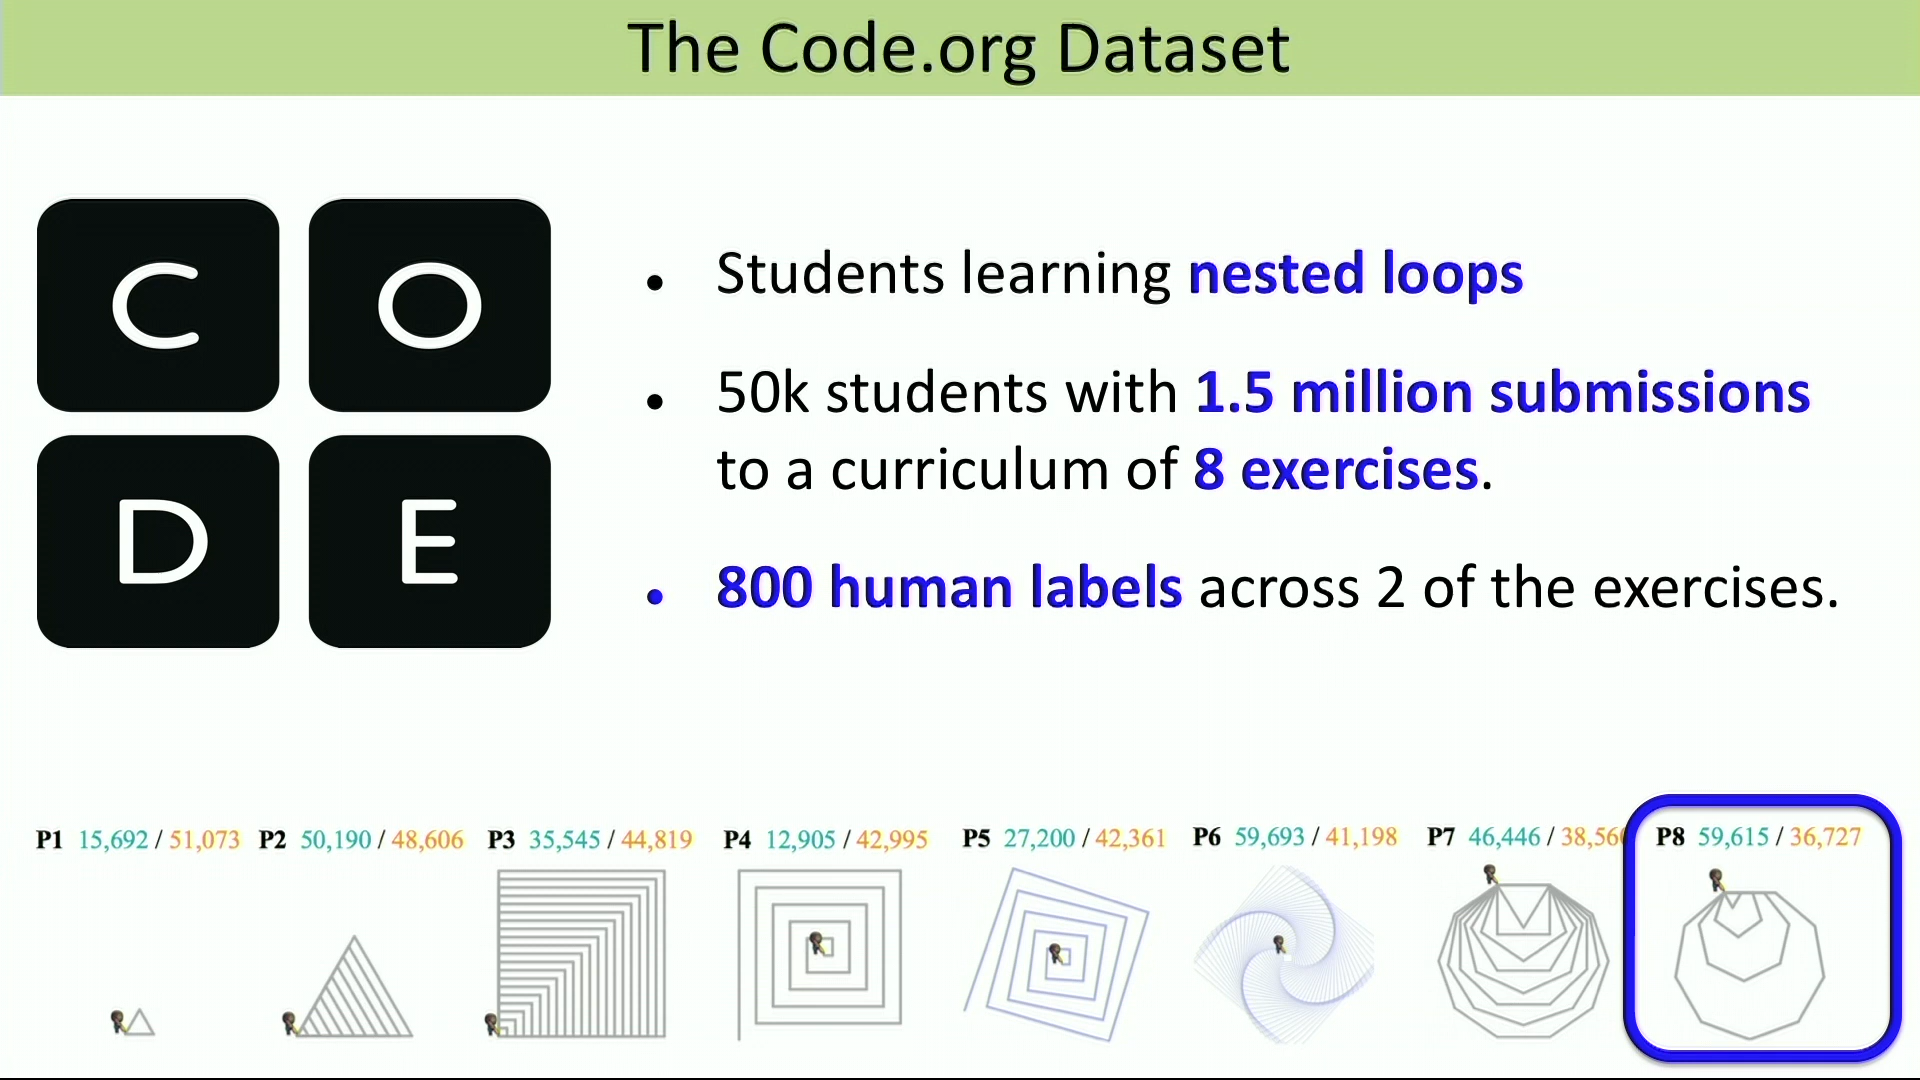 The Code.org Dataset
C O
D E
• Students learning nested loops
• 50k students with 1.5 million submissions
to a curriculum of 8 exercises.
• 800 human labels across 2 of the exercises.
P1 15,692 / 51,073 P2 50,190 / 48,606 P3 35,545 / 44,819 P4 12,905 / 42,995 P5 27,200 / 42,361 P6 59,693 / 41,198 P7 46,446 / P8 59,615 / 36,727